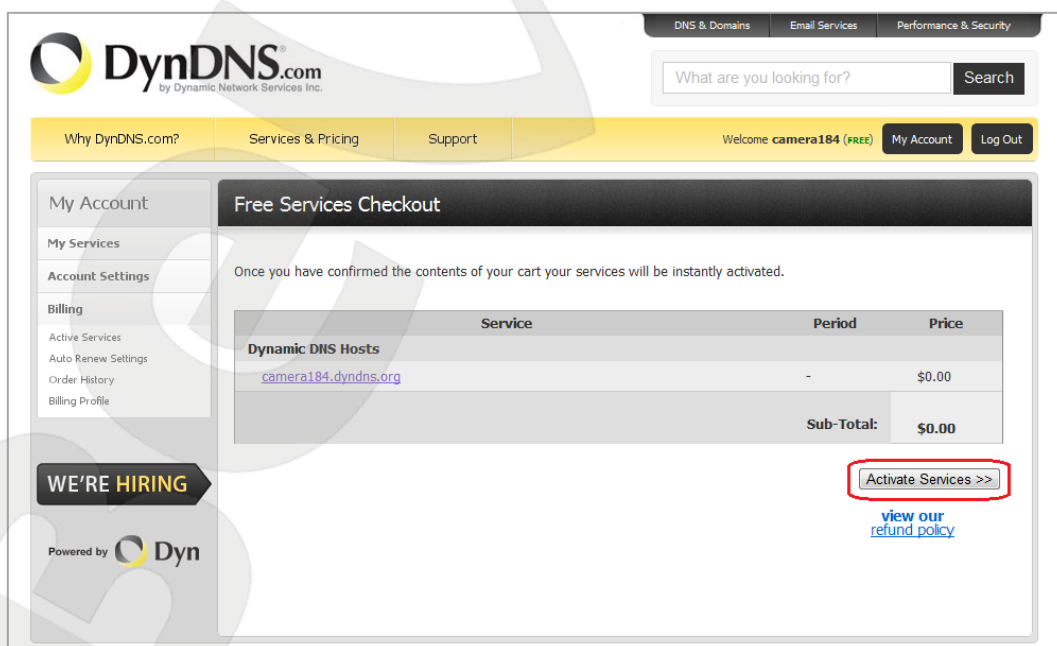 DNS & Domains Email Services Performance & Security
DynDNS.com
by Dynamic Network Services Inc.
What are you looking for? Search
Why DynDNS.com? Services & Pricing Support Welcome camera184 (FREE) My Account Log Out
My Account
My Services
Account Settings
Billing
Active Services
Auto Renew Settings
Order History
Billing Profile
WE'RE HIRING
Powered by Dyn
Free Services Checkout
Once you have confirmed the contents of your cart your services will be instantly activated.
Service Period Price
Dynamic DNS Hosts
camera184.dyndns.org - $0.00
Sub-Total: $0.00
Activate Services >>
view our
refund policy